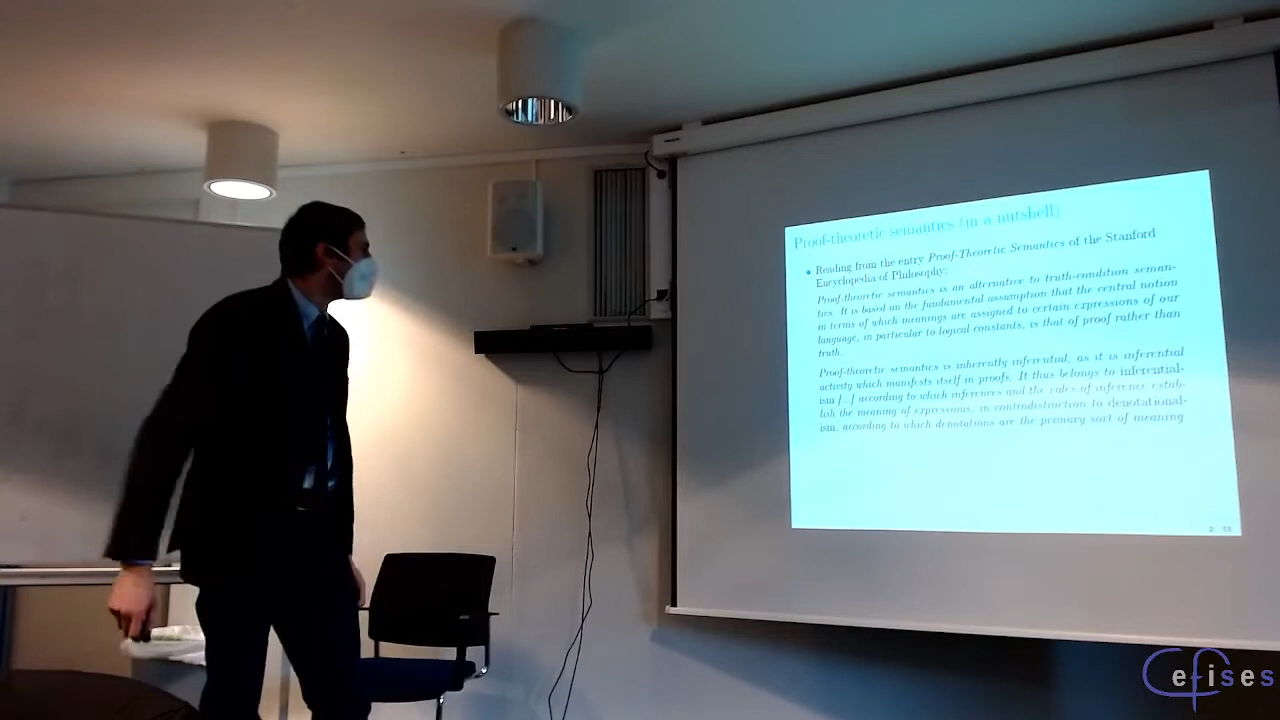 Proof-theoretic semantics (in a nutshell)
Reading from the entry Proof-Theoretic Semantics of the Stanford
Encyclopedia of Philosophy:
Proof-theoretic semantics is an alternative to truth-condition seman-
tics. It is based on the fundamental assumption that the central notion
in terms of which meanings are assigned to certain expressions of our
language, in particular to logical constants, is that of proof rather than
truth.
Proof-theoretic semantics is inherently inferential, as it is inferential
activity which manifests itself in proofs. It thus belongs to inferential-
ism [...] according to which inferences and the rules of inference estab-
lish the meaning of expressions, in contradistinction to denotational-
ism, according to which denotations are the primary sort of meaning
Cefises